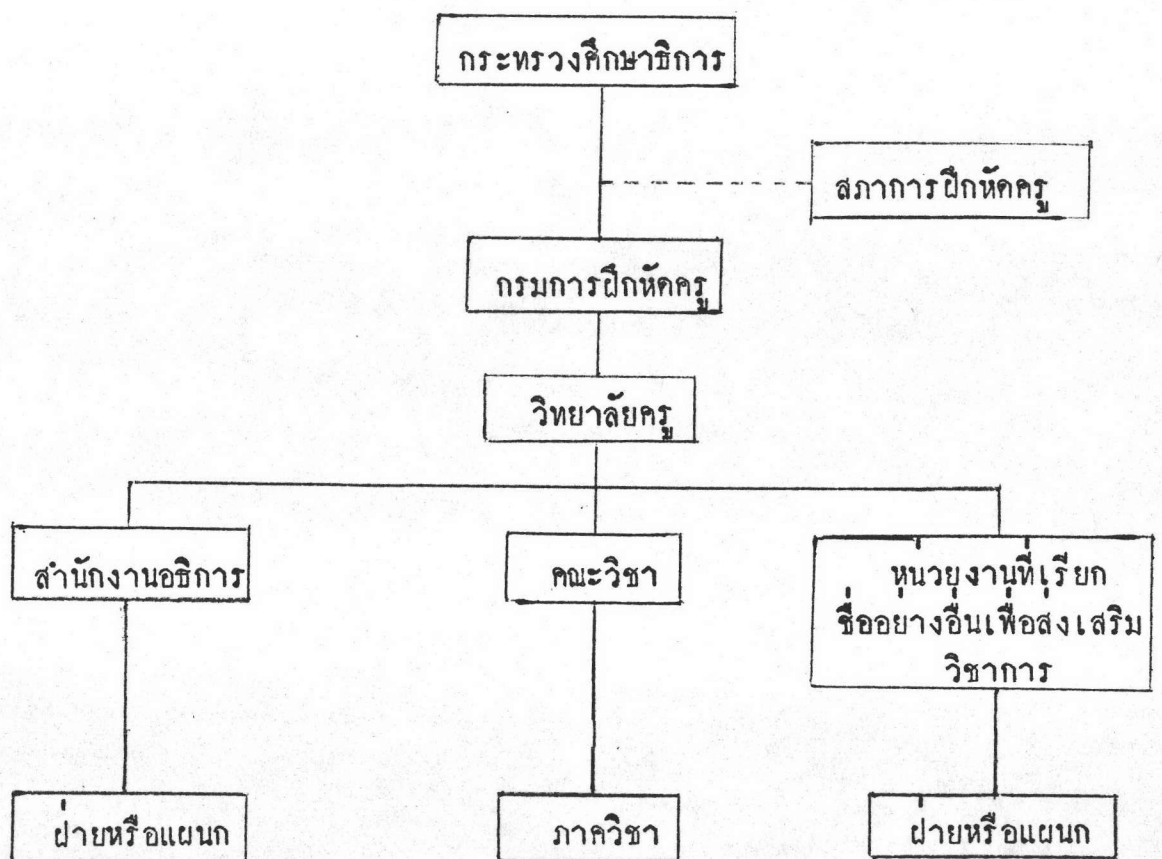 กระทรวงศึกษาธิการ
สภาการฝึกหัดครู
กรมการฝึกหัดครู
วิทยาลัยครู
สำนักงานอธิการ
คณะวิชา
หน่วยงานที่เรียก
ชื่ออย่างอื่นเพื่อส่งเสริม
วิชาการ
ฝ่ายหรือแผนก
ภาควิชา
ฝ่ายหรือแผนก